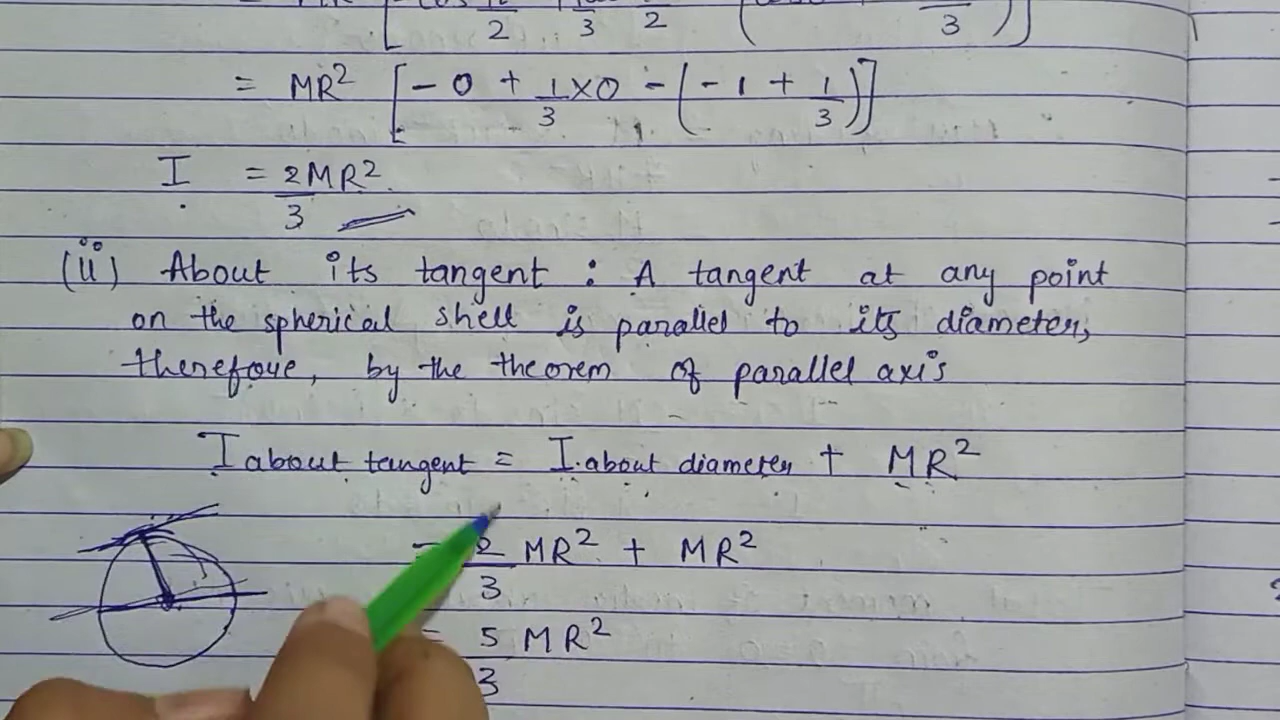 = MR² [- 0 + 1/3 × 0 - (- 1 + 1/3)]
I = 2MR²/3
(ii) About its tangent : A tangent at any point
on the spherical shell is parallel to its diameter,
therefore, by the theorem of parallel axis
I about tangent = I about diameter + MR²
= 2/3 MR² + MR²
= 5/3 MR²